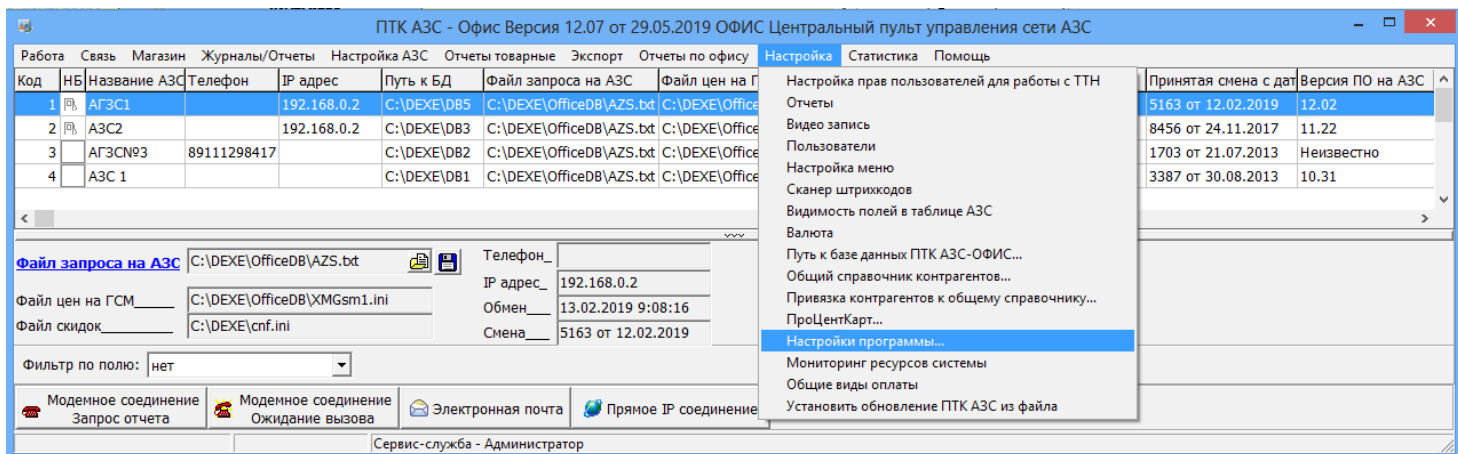 ПТК АЗС - Офис Версия 12.07 от 29.05.2019 ОФИС Центральный пульт управления сети АЗС
Работа Связь Магазин Журналы/Отчеты Настройка АЗС Отчеты товарные Экспорт Отчеты по офису Настройка Статистика Помощь
Код НБ Название АЗС Телефон IP адрес Путь к БД Файл запроса на АЗС Файл цен на Г Принятая смена с дат Версия ПО на АЗС
1 АГЗС1 192.168.0.2 C:\DEXE\DB5 C:\DEXE\OfficeDB\AZS.txt C:\DEXE\Office 5163 от 12.02.2019 12.02
2 АЗС2 192.168.0.2 C:\DEXE\DB3 C:\DEXE\OfficeDB\AZS.txt C:\DEXE\Office 8456 от 24.11.2017 11.22
3 АГЗС№3 89111298417 C:\DEXE\DB2 C:\DEXE\OfficeDB\AZS.txt C:\DEXE\Office 1703 от 21.07.2013 Неизвестно
4 АЗС 1 C:\DEXE\DB1 C:\DEXE\OfficeDB\AZS.txt C:\DEXE\Office 3387 от 30.08.2013 10.31
Настройка прав пользователей для работы с ТТН
Отчеты
Видео запись
Пользователи
Настройка меню
Сканер штрихкодов
Видимость полей в таблице АЗС
Валюта
Путь к базе данных ПТК АЗС-ОФИС...
Общий справочник контрагентов...
Привязка контрагентов к общему справочнику...
ПроЦентКарт...
Настройки программы...
Мониторинг ресурсов системы
Общие виды оплаты
Установить обновление ПТК АЗС из файла
Файл запроса на АЗС C:\DEXE\OfficeDB\AZS.txt
Файл цен на ГСМ_____ C:\DEXE\OfficeDB\XMGsm1.ini
Файл скидок_________ C:\DEXE\cnf.ini
Телефон_
IP адрес_ 192.168.0.2
Обмен___ 13.02.2019 9:08:16
Смена___ 5163 от 12.02.2019
Фильтр по полю: нет
Модемное соединение
Запрос отчета
Модемное соединение
Ожидание вызова
Электронная почта
Прямое IP соединение
Сервис-служба - Администратор